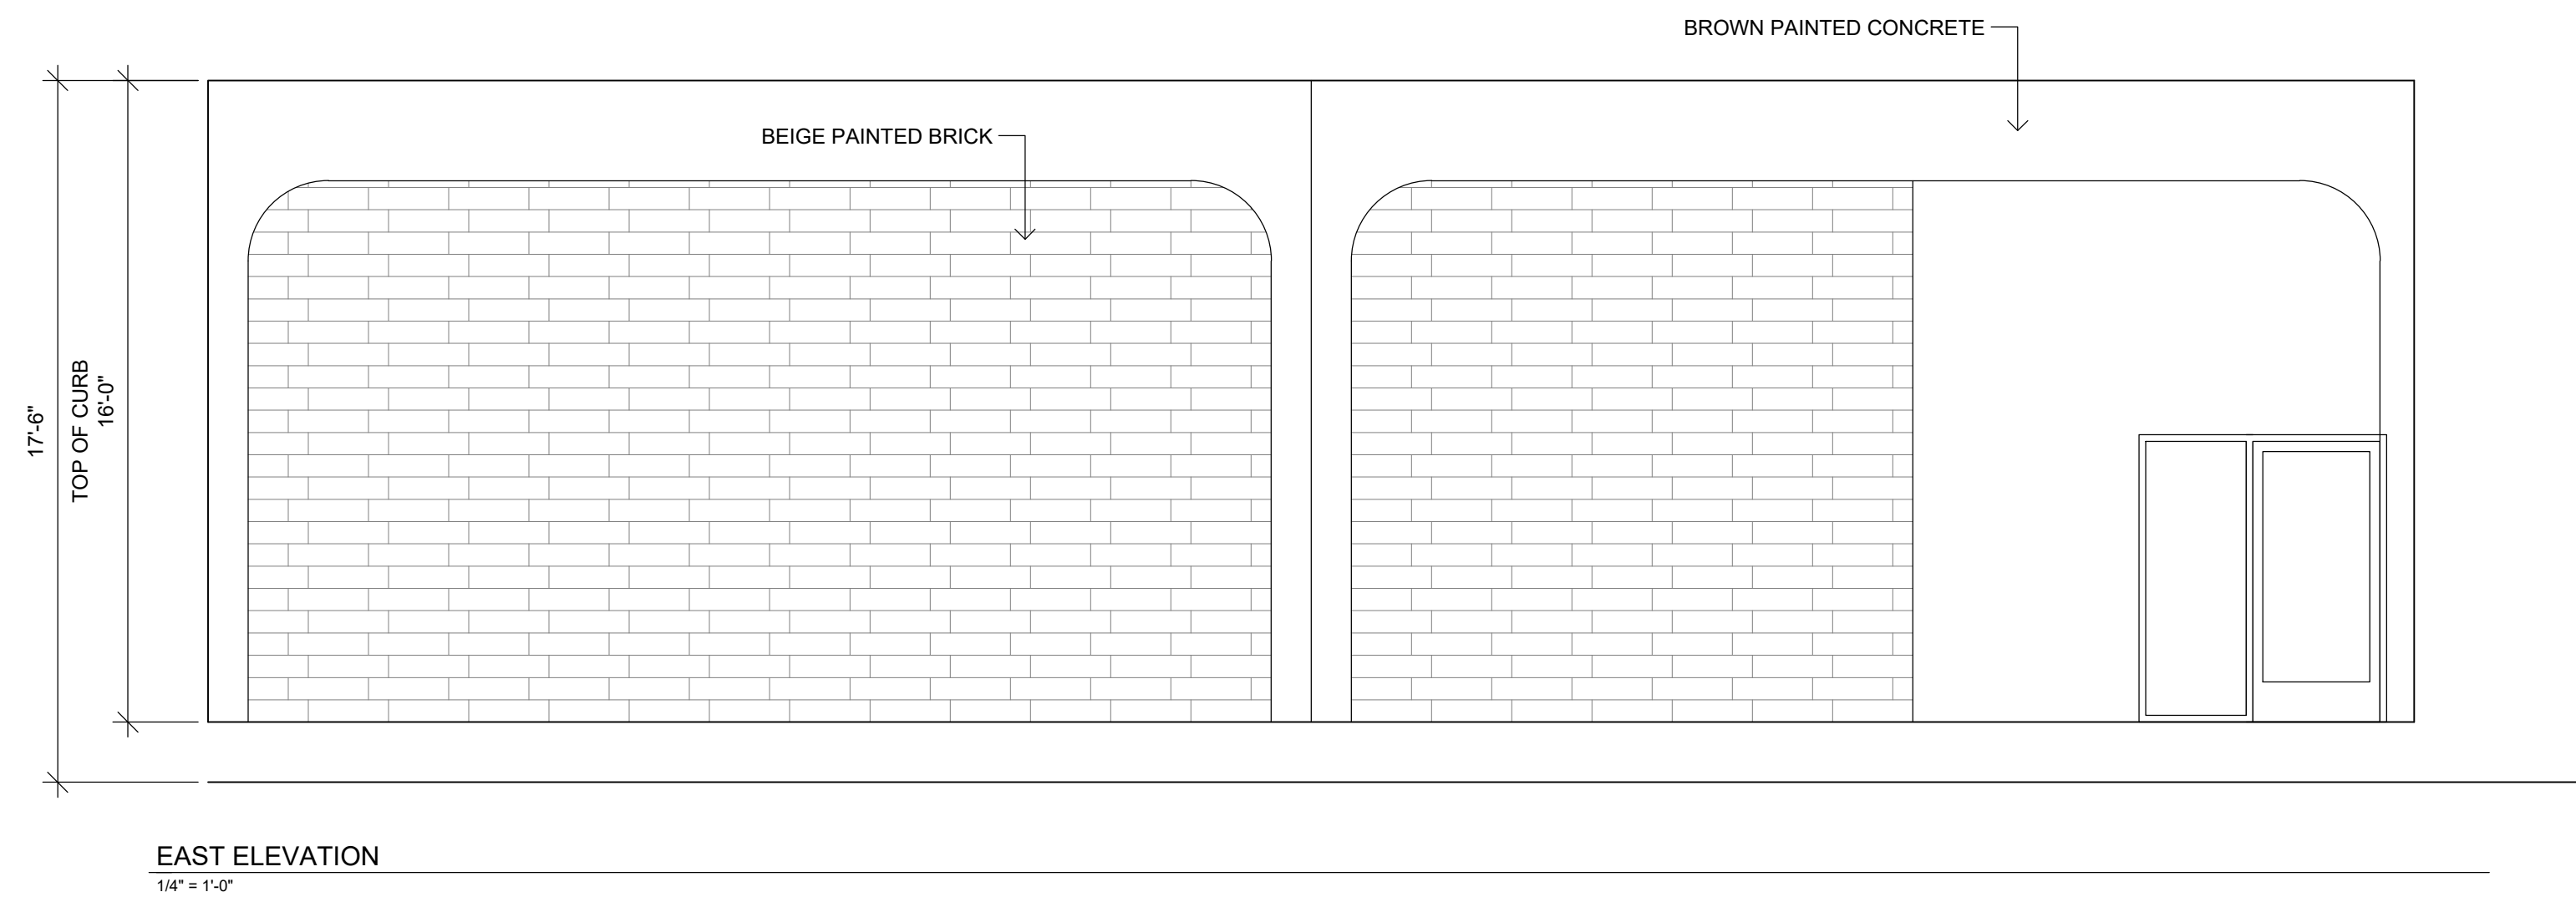 BROWN PAINTED CONCRETE
BEIGE PAINTED BRICK
17'-6"
TOP OF CURB
16'-0"
EAST ELEVATION
1/4" = 1'-0"